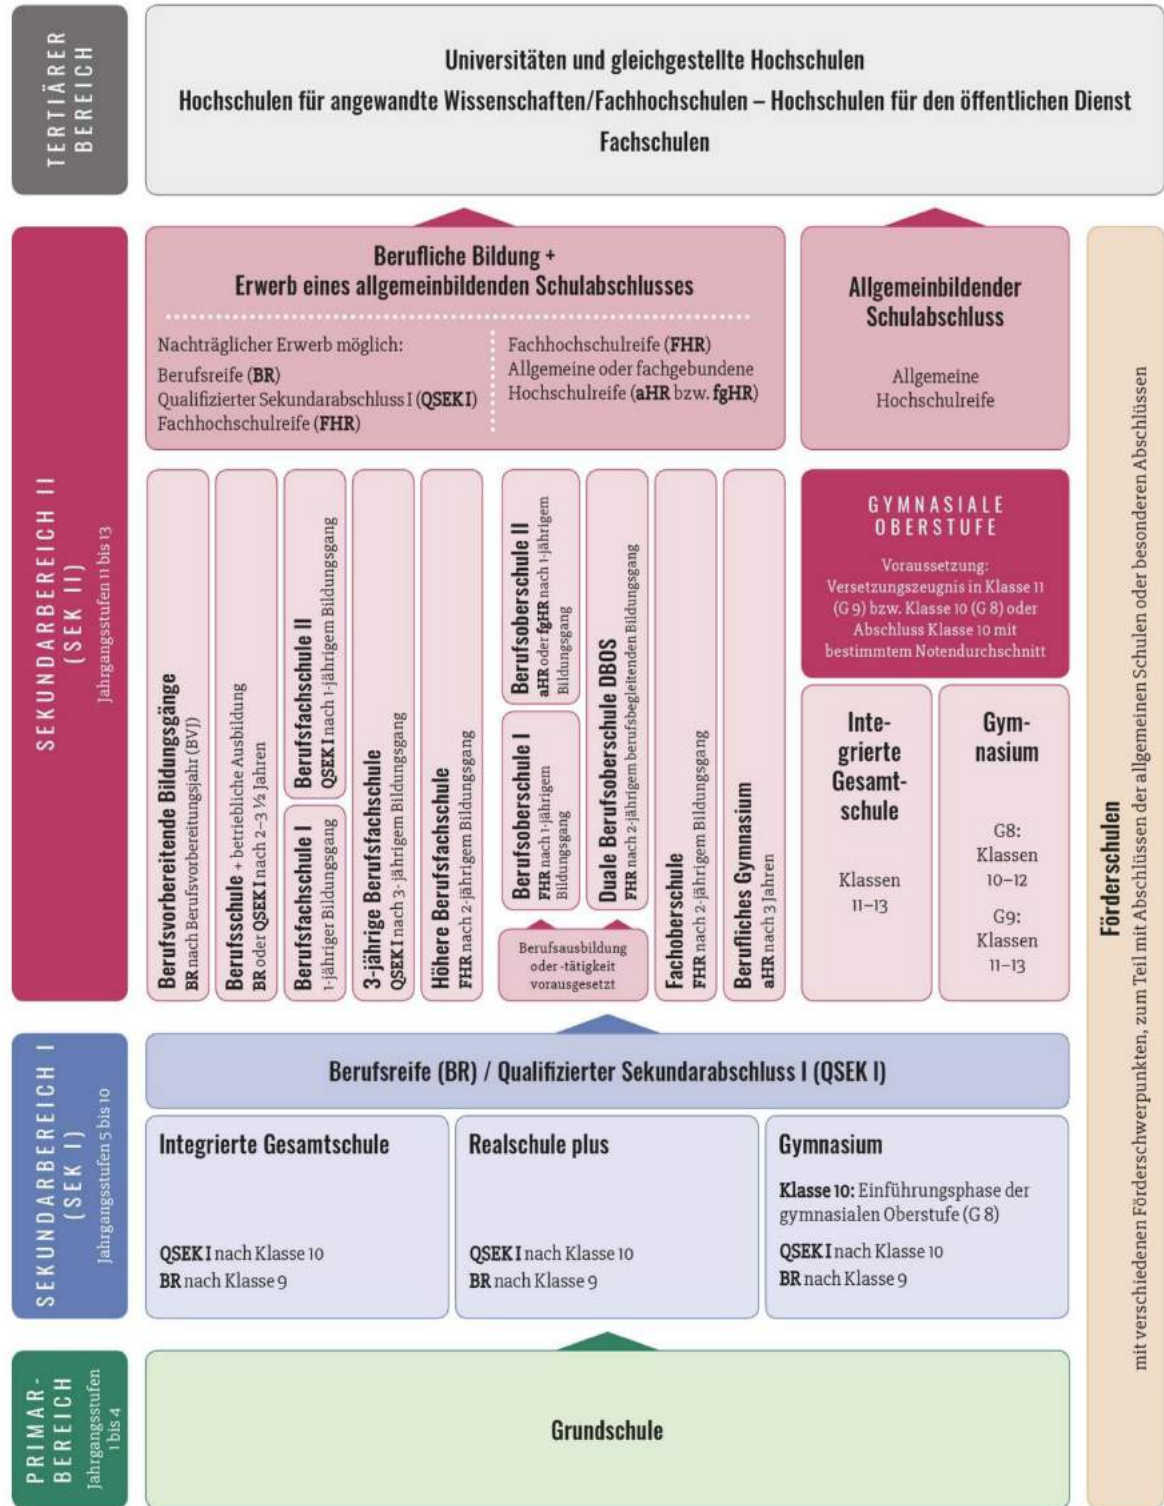 TERTIÄRER
BEREICH
Universitäten und gleichgestellte Hochschulen
Hochschulen für angewandte Wissenschaften/Fachhochschulen – Hochschulen für den öffentlichen Dienst
Fachschulen
SEKUNDARBEREICH II
(SEK II)
Jahrgangsstufen 11 bis 13
Berufliche Bildung +
Erwerb eines allgemeinbildenden Schulabschlusses
Nachträglicher Erwerb möglich:
Berufsreife (BR)
Qualifizierter Sekundarabschluss I (QSEK I)
Fachhochschulreife (FHR)
Fachhochschulreife (FHR)
Allgemeine oder fachgebundene
Hochschulreife (aHR bzw. fgHR)
Allgemeinbildender
Schulabschluss
Allgemeine
Hochschulreife
Berufsvorbereitende Bildungsgänge
BR nach Berufsvorbereitungsjahr (BVJ)
Berufsschule + betriebliche Ausbildung
BR oder QSEK I nach 2–3 ½ Jahren
Berufsfachschule II
QSEK I nach 1-jährigem Bildungsgang
Berufsfachschule I
1-jähriger Bildungsgang
3-jährige Berufsfachschule
QSEK I nach 3- jährigem Bildungsgang
Höhere Berufsfachschule
FHR nach 2-jährigem Bildungsgang
Berufsoberschule II
aHR oder fgHR nach 1-jährigem
Bildungsgang
Berufsoberschule I
FHR nach 1-jährigem
Bildungsgang
Duale Berufsoberschule DBOS
FHR nach 2-jährigem berufsbegleitenden Bildungsgang
Berufsausbildung
oder -tätigkeit
vorausgesetzt
Fachoberschule
FHR nach 2-jährigem Bildungsgang
Berufliches Gymnasium
aHR nach 3 Jahren
GYMNASIALE
OBERSTUFE
Voraussetzung:
Versetzungszeugnis in Klasse 11
(G 9) bzw. Klasse 10 (G 8) oder
Abschluss Klasse 10 mit
bestimmtem Notendurchschnitt
Inte-
grierte
Gesamt-
schule
Klassen
11–13
Gym-
nasium
G8:
Klassen
10–12
G9:
Klassen
11–13
Förderschulen
mit verschiedenen Förderschwerpunkten, zum Teil mit Abschlüssen der allgemeinen Schulen oder besonderen Abschlüssen
SEKUNDARBEREICH I
(SEK I)
Jahrgangsstufen 5 bis 10
Berufsreife (BR) / Qualifizierter Sekundarabschluss I (QSEK I)
Integrierte Gesamtschule
QSEK I nach Klasse 10
BR nach Klasse 9
Realschule plus
QSEK I nach Klasse 10
BR nach Klasse 9
Gymnasium
Klasse 10: Einführungsphase der
gymnasialen Oberstufe (G 8)
QSEK I nach Klasse 10
BR nach Klasse 9
PRIMAR-
BEREICH
Jahrgangsstufen
1 bis 4
Grundschule